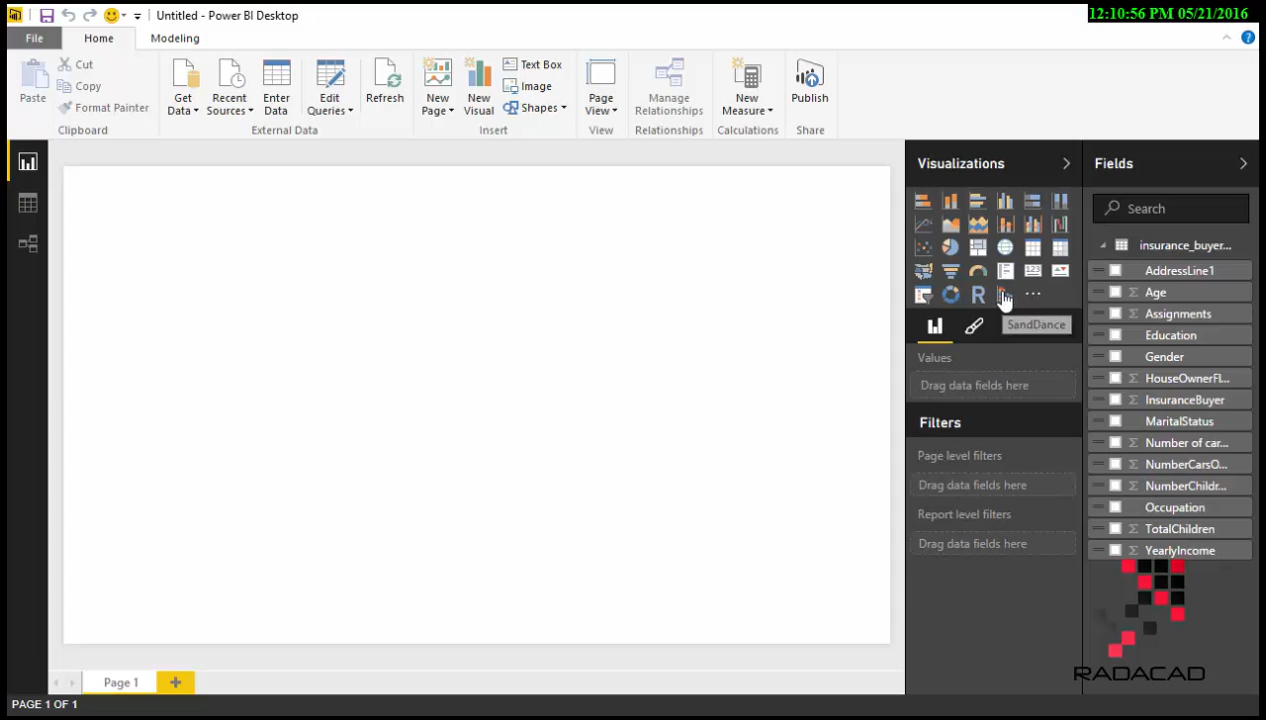 Untitled - Power BI Desktop
12:10:56 PM 05/21/2016
File
Home
Modeling
Paste
Cut
Copy
Format Painter
Clipboard
Get Data
Recent Sources
Enter Data
Edit Queries
External Data
Refresh
New Page
New Visual
Text Box
Image
Shapes
Insert
Page View
View
Manage Relationships
Relationships
New Measure
Calculations
Publish
Share
Visualizations
R
123
SandDance
Values
Drag data fields here
Filters
Page level filters
Drag data fields here
Report level filters
Drag data fields here
Fields
Search
insurance_buyer...
AddressLine1
Σ Age
Σ Assignments
Education
Gender
Σ HouseOwnerFl...
Σ InsuranceBuyer
MaritalStatus
Σ Number of car...
Σ NumberCarsO...
Σ NumberChildr...
Occupation
Σ TotalChildren
Σ YearlyIncome
RADACAD
Page 1
PAGE 1 OF 1